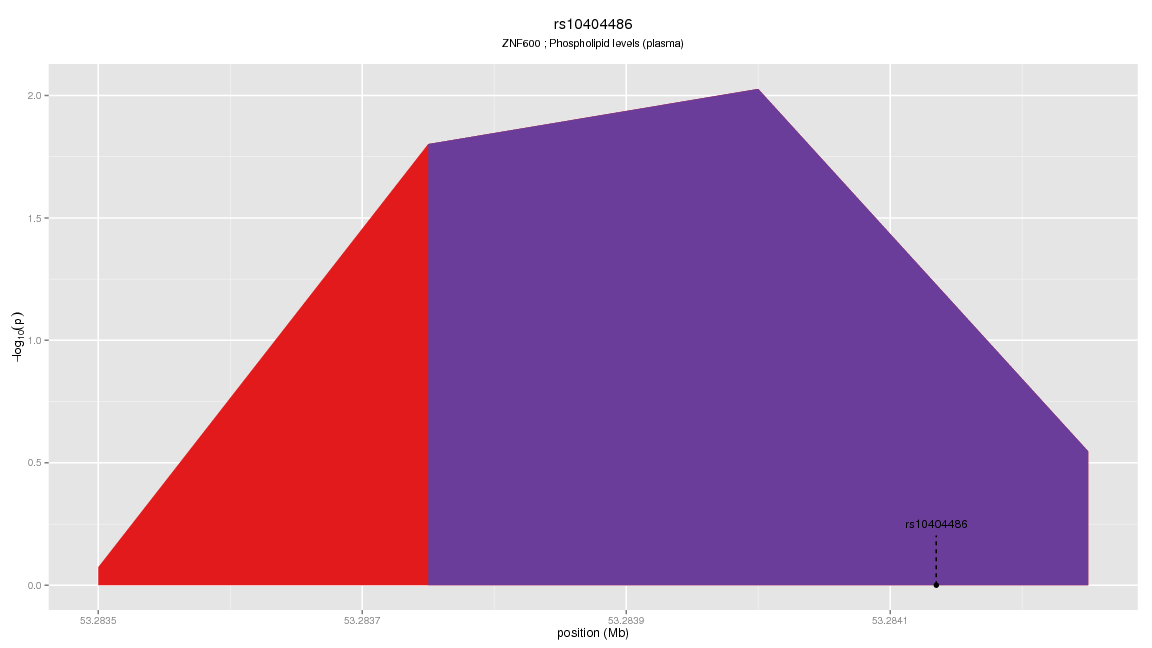 rs10404486
ZNF600 ; Phospholipid levels (plasma)
2.0
1.5
1.0
0.5
0.0
−log10(p)
rs10404486
53.2835
53.2837
53.2839
53.2841
position (Mb)